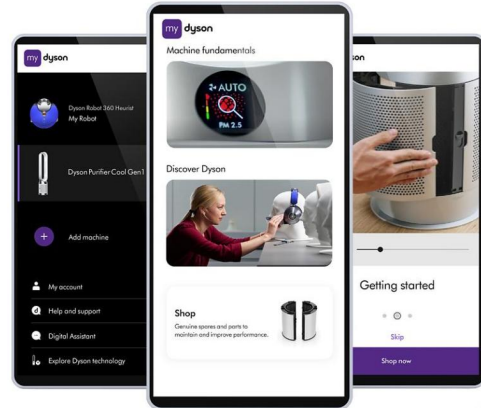 my dyson
Dyson Robot 360 Heurist
My Robot
Dyson Purifier Cool Gen1
Add machine
My account
Help and support
Digital Assistant
Explore Dyson technology
my dyson
Machine fundamentals
AUTO
PM 2.5
Discover Dyson
Shop
Genuine spares and parts to
maintain and improve performance.
son
Getting started
Skip
Shop now